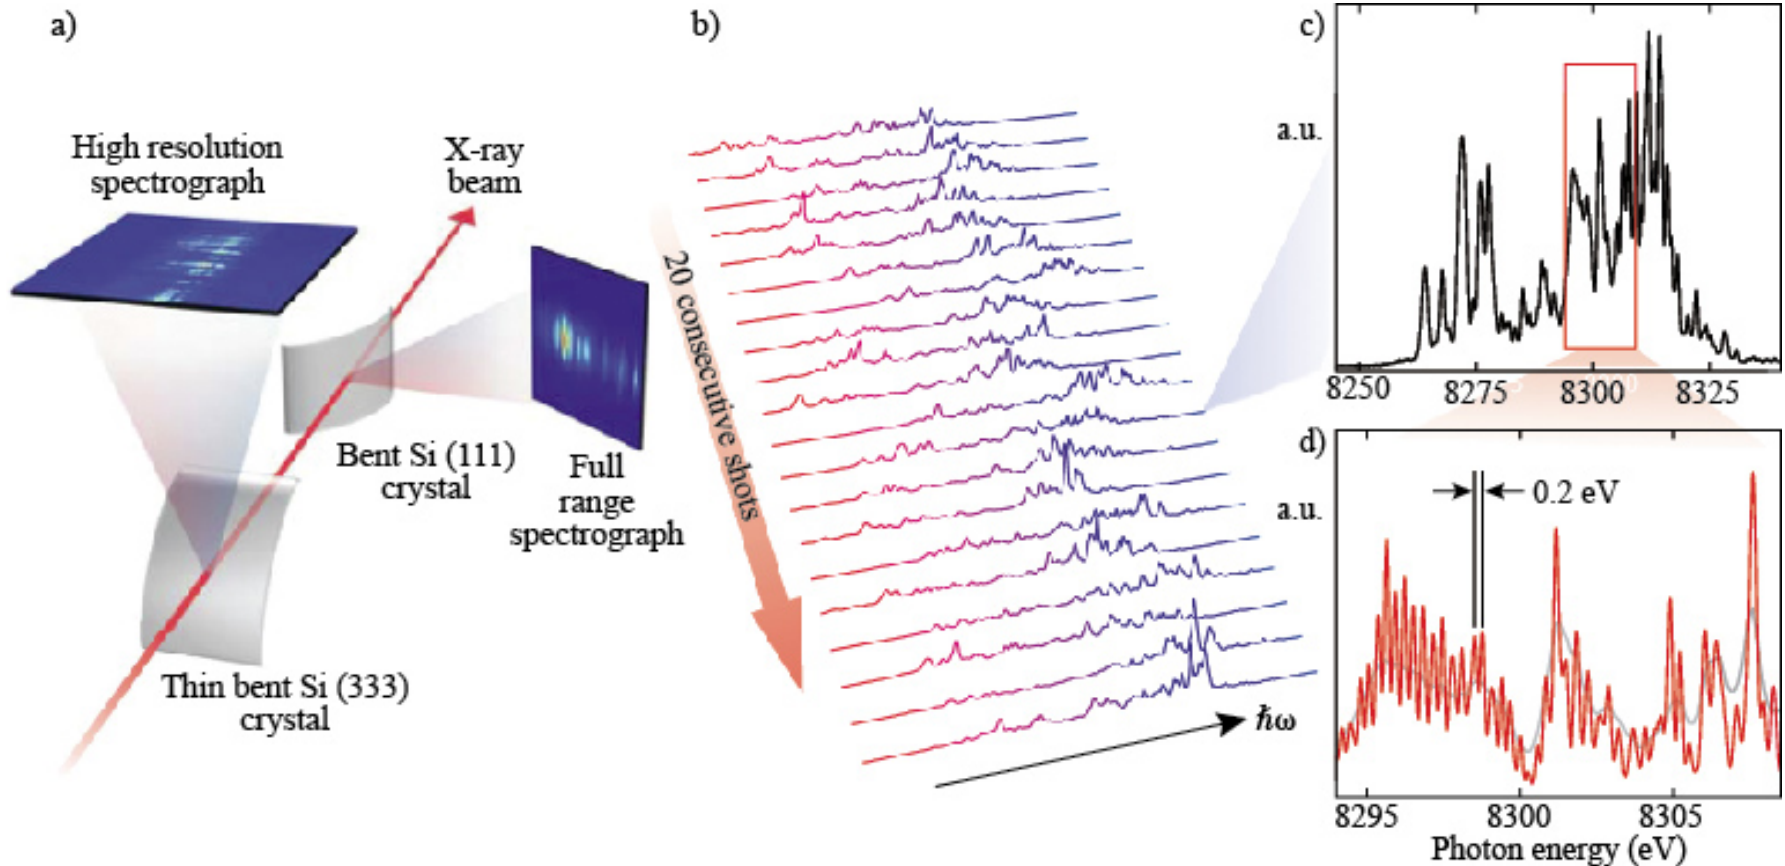 a)
High resolution
spectrograph
X-ray
beam
Bent Si (111)
crystal
Full
range
spectrograph
Thin bent Si (333)
crystal
b)
20 consecutive shots
ħω
c)
a.u.
8250
8275
8300
8325
d)
a.u.
0.2 eV
8295
8300
8305
Photon energy (eV)